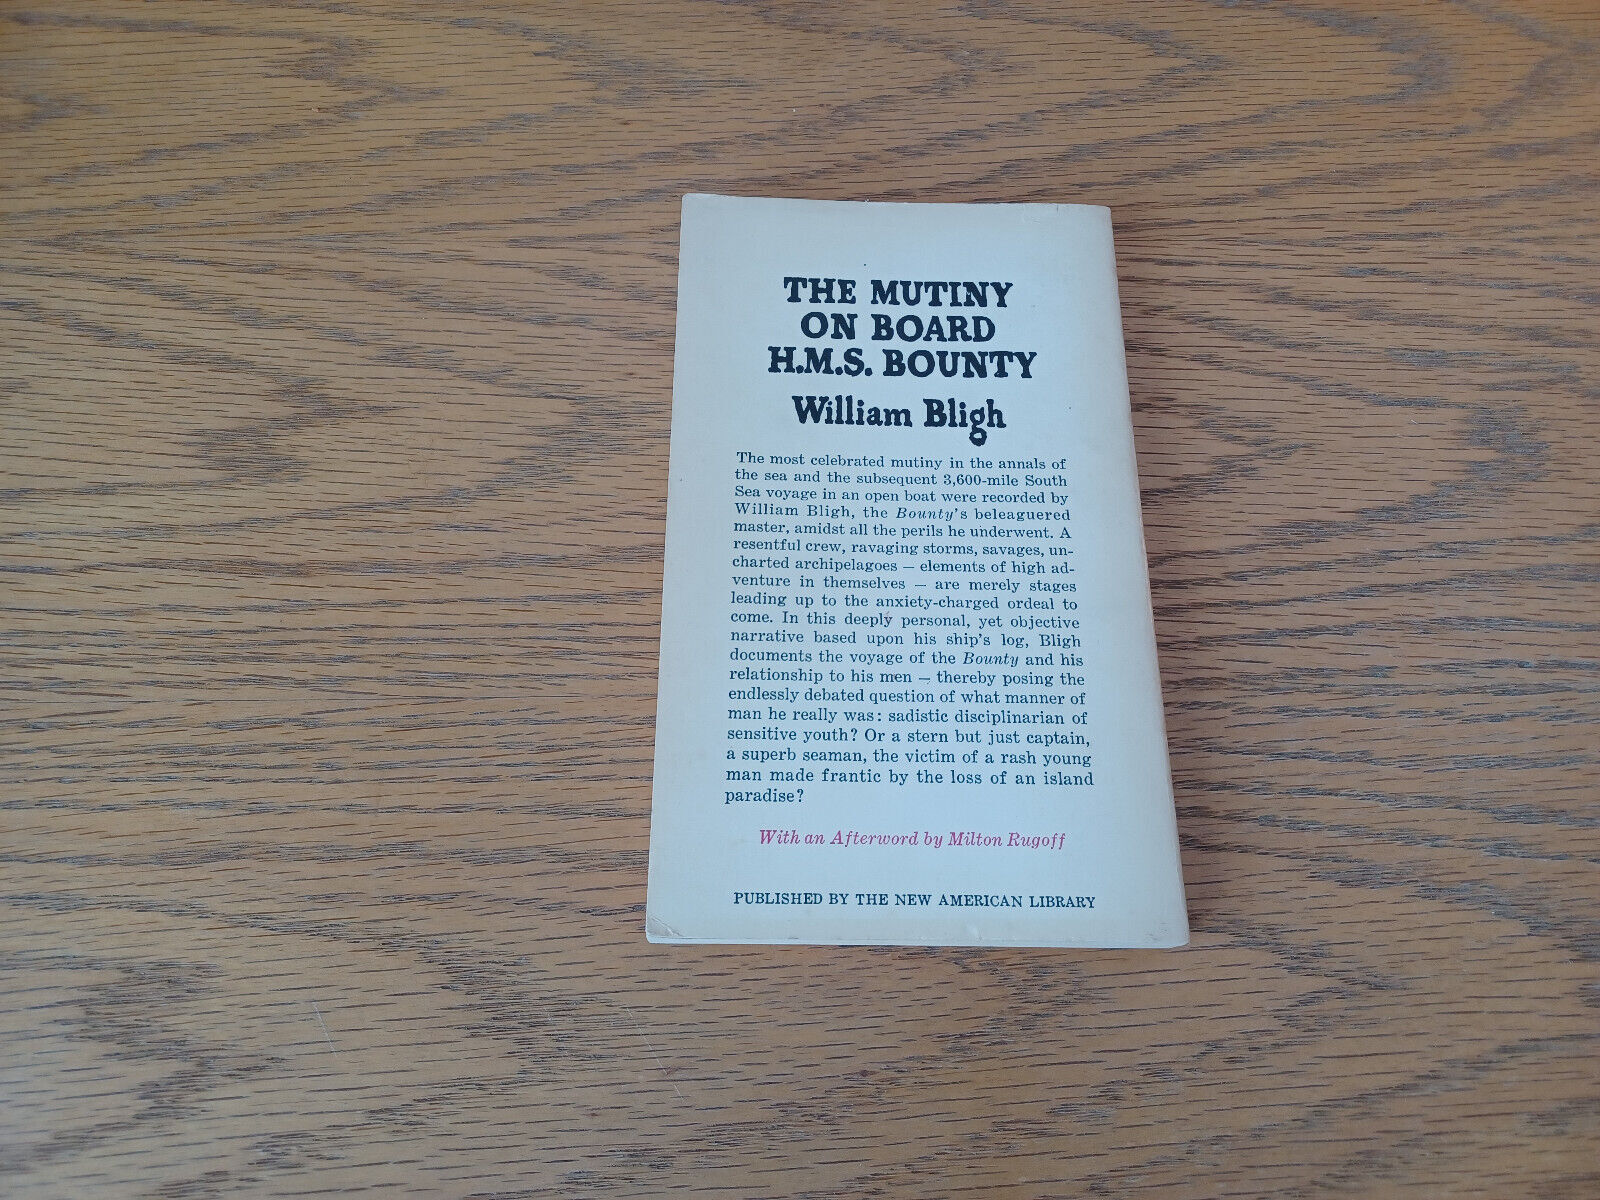 THE MUTINY
ON BOARD
H.M.S. BOUNTY
William Bligh
The most celebrated mutiny in the annals of
the sea and the subsequent 3,600-mile South
Sea voyage in an open boat were recorded by
William Bligh, the Bounty's beleaguered
master, amidst all the perils he underwent. A
resentful crew, ravaging storms, savages, un-
charted archipelagoes — elements of high ad-
venture in themselves — are merely stages
leading up to the anxiety-charged ordeal to
come. In this deeply personal, yet objective
narrative based upon his ship's log, Bligh
documents the voyage of the Bounty and his
relationship to his men — thereby posing the
endlessly debated question of what manner of
man he really was: sadistic disciplinarian of
sensitive youth? Or a stern but just captain,
a superb seaman, the victim of a rash young
man made frantic by the loss of an island
paradise?
With an Afterword by Milton Rugoff
PUBLISHED BY THE NEW AMERICAN LIBRARY